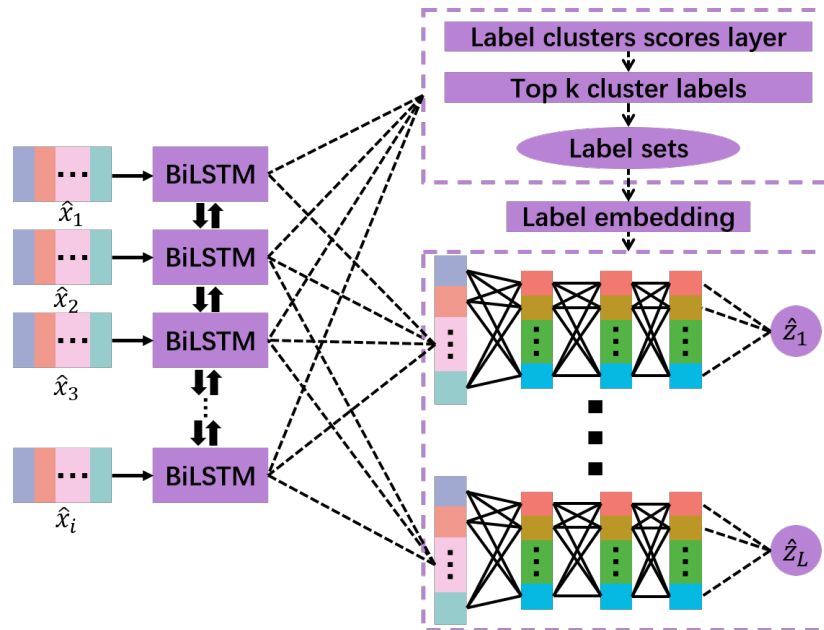 Label clusters scores layer
Top k cluster labels
Label sets
Label embedding
BiLSTM
x̂₁
BiLSTM
x̂₂
BiLSTM
x̂₃
BiLSTM
x̂ᵢ
ẑ₁
ẑ_L